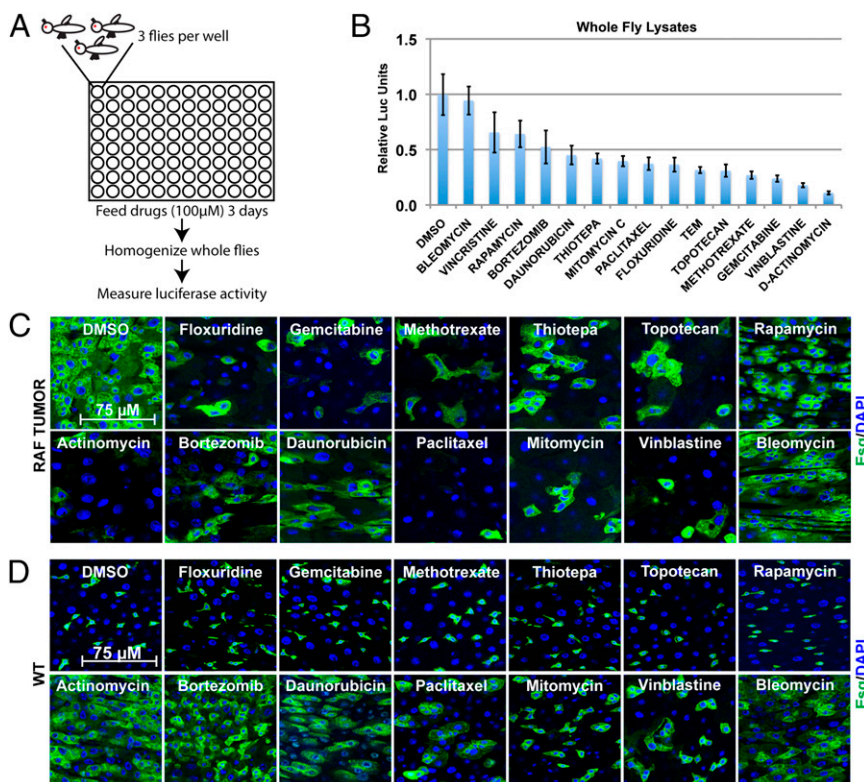 A
3 flies per well
Feed drugs (100µM) 3 days
Homogenize whole flies
Measure luciferase activity
B
Whole Fly Lysates
Relative Luc Units
1.5
1.0
0.5
0.0
DMSO
BLEOMYCIN
VINCRISTINE
RAPAMYCIN
BORTEZOMIB
DAUNORUBICIN
THIOTEPA
MITOMYCIN C
PACLITAXEL
FLOXURIDINE
TEM
TOPOTECAN
METHOTREXATE
GEMCITABINE
VINBLASTINE
D-ACTINOMYCIN
C
RAF TUMOR
DMSO Floxuridine Gemcitabine Methotrexate Thiotepa Topotecan Rapamycin
75 µM
Actinomycin Bortezomib Daunorubicin Paclitaxel Mitomycin Vinblastine Bleomycin
Esg/DAPI
D
WT
DMSO Floxuridine Gemcitabine Methotrexate Thiotepa Topotecan Rapamycin
75 µM
Actinomycin Bortezomib Daunorubicin Paclitaxel Mitomycin Vinblastine Bleomycin
Esg/DAPI